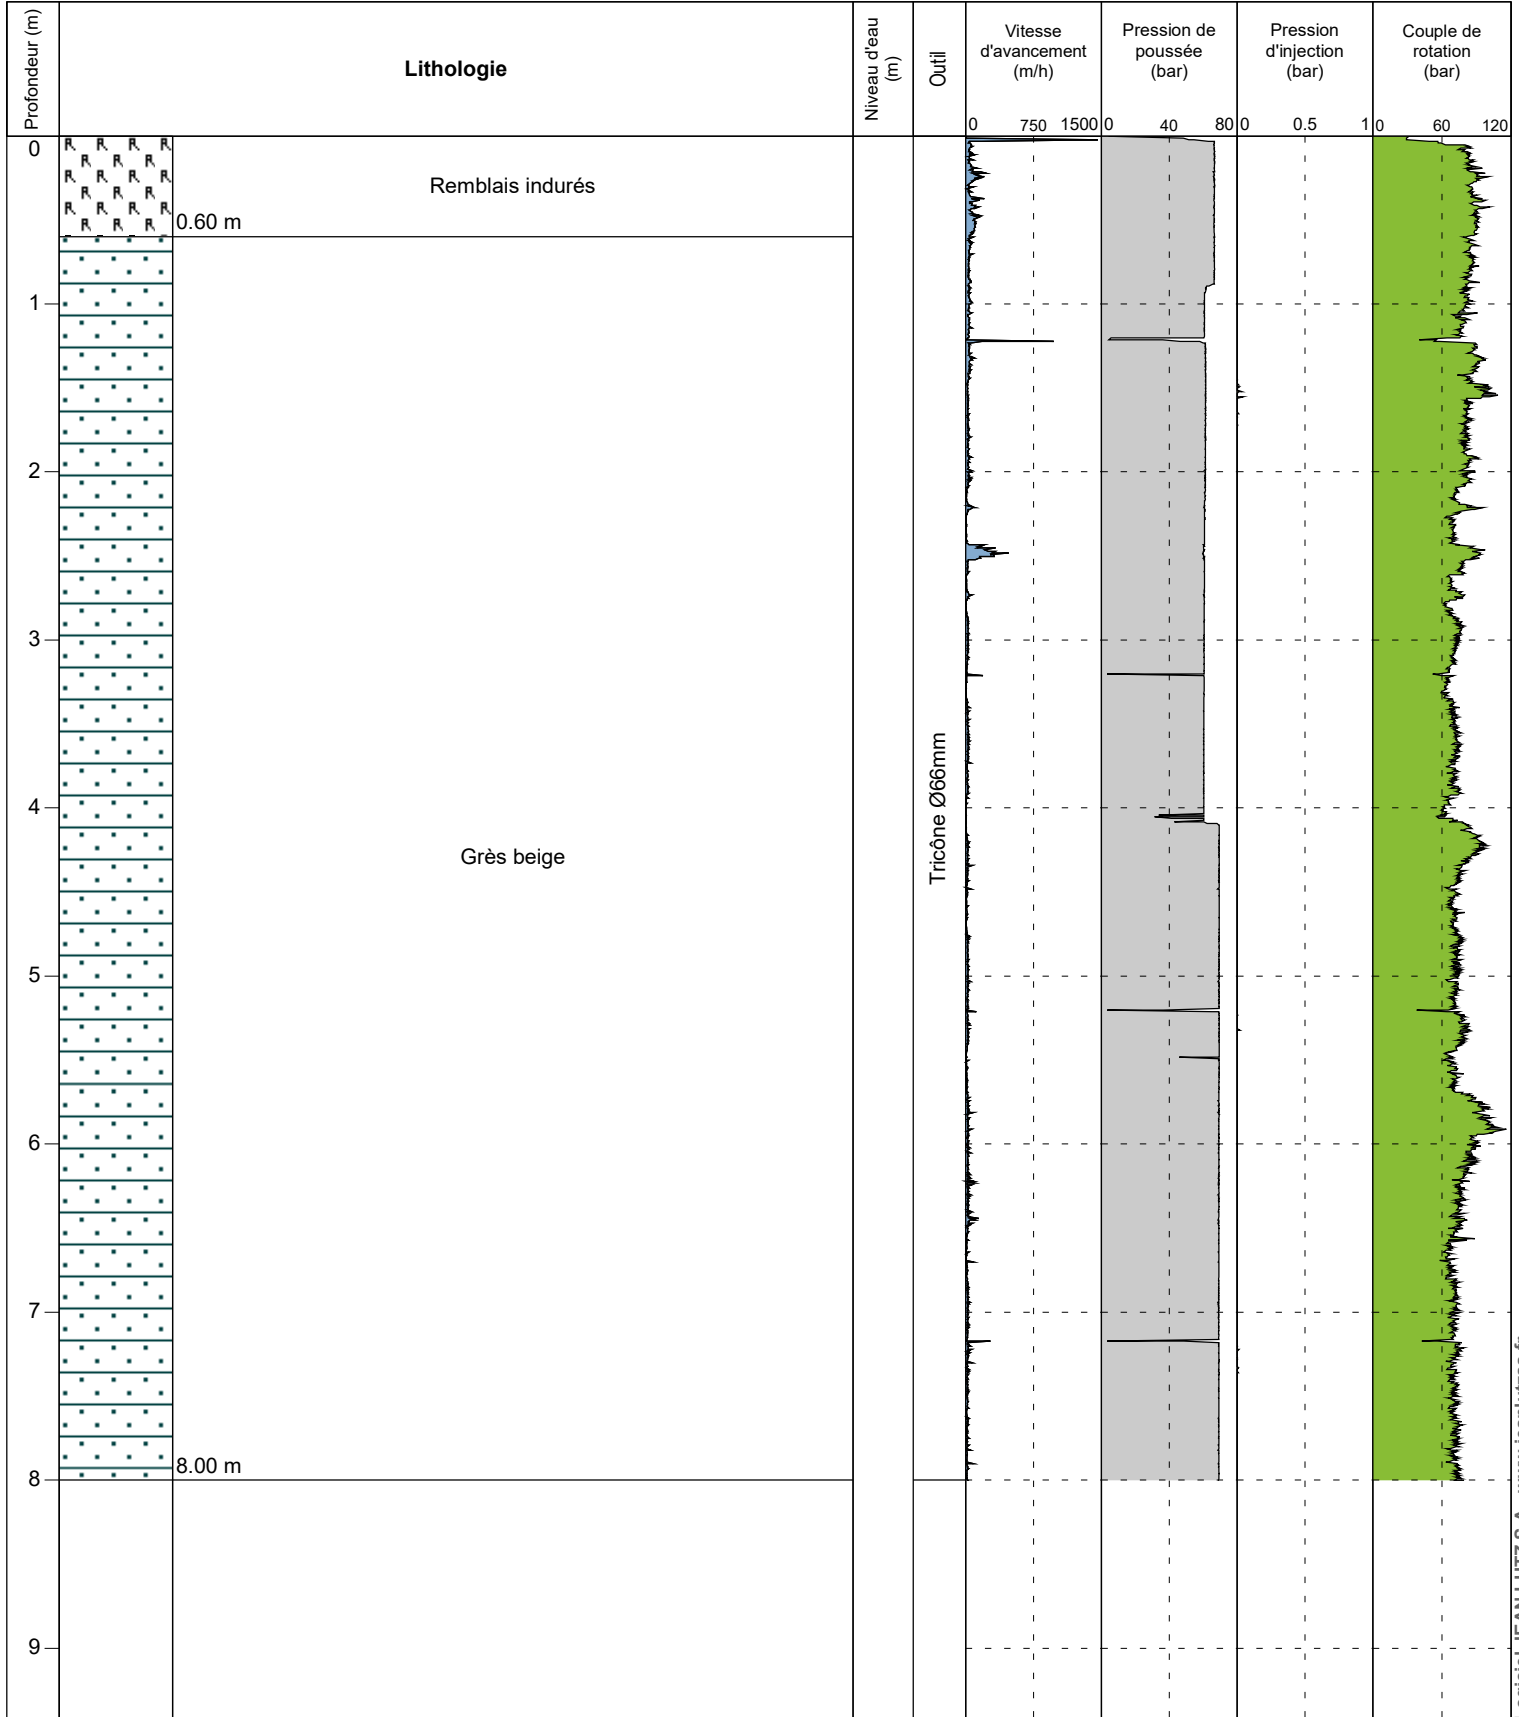 Profondeur (m)
Lithologie
Niveau d'eau
(m)
Outil
Vitesse
d'avancement
(m/h)
Pression de
poussée
(bar)
Pression
d'injection
(bar)
Couple de
rotation
(bar)
0 750 1500 0 40 80 0 0.5 1 0 60 120
0
Remblais indurés
0.60 m
1
2
3
4
Grès beige
Tricône Ø66mm
5
6
7
8
8.00 m
9